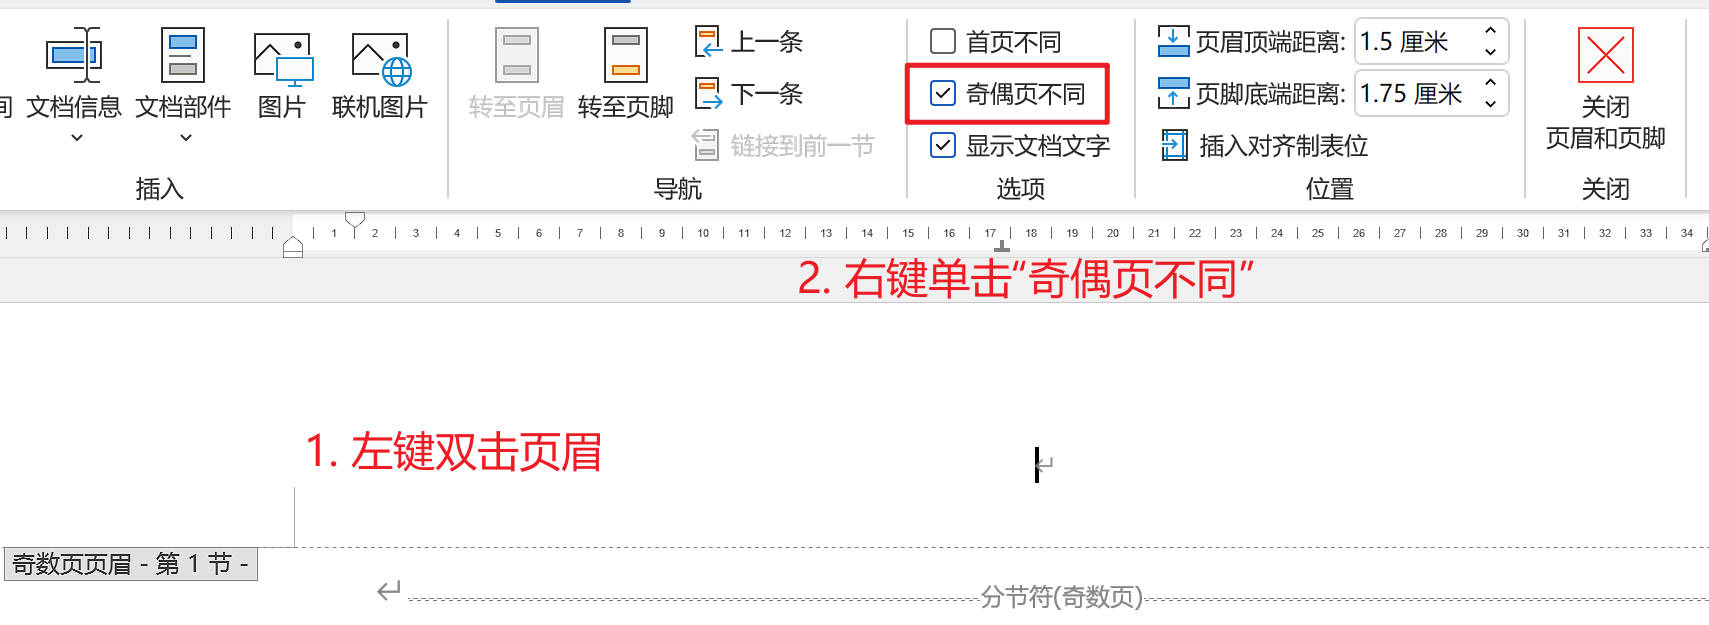 间 文档信息 文档部件 图片 联机图片
插入
转至页眉 转至页脚
上一条
下一条
链接到前一节
导航
首页不同
奇偶页不同
显示文档文字
选项
页眉顶端距离: 1.5 厘米
页脚底端距离: 1.75 厘米
插入对齐制表位
位置
关闭
页眉和页脚
关闭
1 2 3 4 5 6 7 8 9 10 11 12 13 14 15 16 17 18 19 20 21 22 23 24 25 26 27 28 29 30 31 32 33 34
2. 右键单击“奇偶页不同”
1. 左键双击页眉
奇数页页眉 - 第 1 节 -
分节符(奇数页)